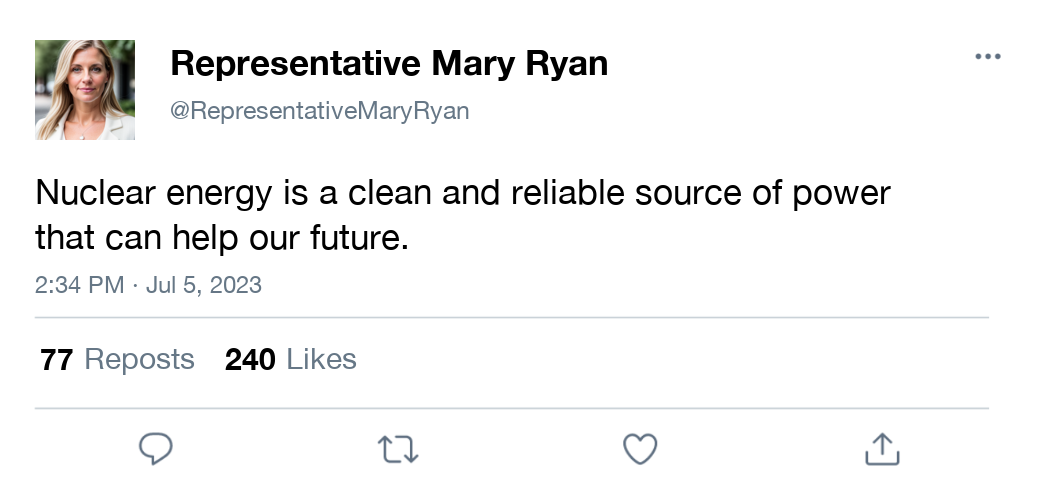 Representative Mary Ryan
@RepresentativeMaryRyan
Nuclear energy is a clean and reliable source of power
that can help our future.
2:34 PM · Jul 5, 2023
77 Reposts 240 Likes